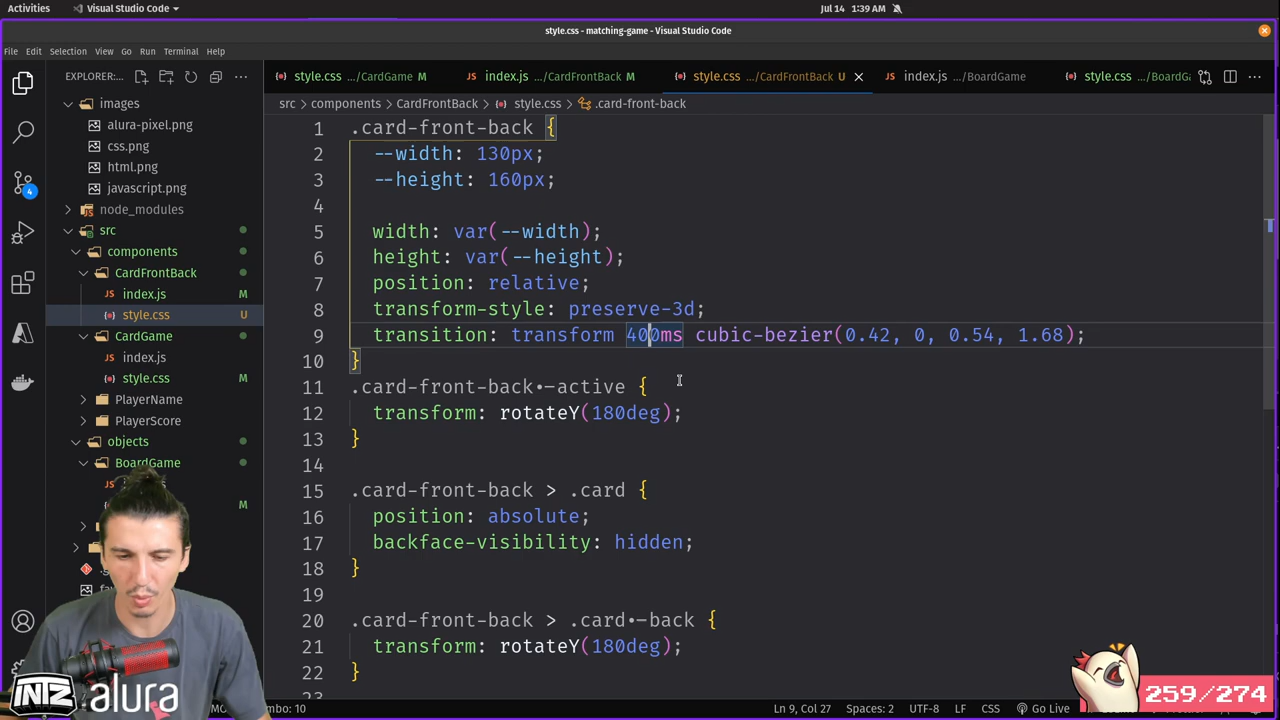 Activities
Visual Studio Code
Jul 14 1:39 AM
style.css - matching-game - Visual Studio Code
File Edit Selection View Go Run Terminal Help
EXPLORER:...
style.css .../CardGame M
index.js .../CardFrontBack M
style.css .../CardFrontBack U
index.js .../BoardGame
style.css .../BoardGa
src > components > CardFrontBack > style.css > .card-front-back
images
alura-pixel.png
css.png
html.png
javascript.png
node_modules
src
components
CardFrontBack
JS index.js M
style.css U
CardGame
JS index.js
style.css M
PlayerName
PlayerScore
objects
BoardGame
M
4
1 .card-front-back {
2 --width: 130px;
3 --height: 160px;
4
5 width: var(--width);
6 height: var(--height);
7 position: relative;
8 transform-style: preserve-3d;
9 transition: transform 400ms cubic-bezier(0.42, 0, 0.54, 1.68);
10 }
11 .card-front-back•-active {
12 transform: rotateY(180deg);
13 }
14
15 .card-front-back > .card {
16 position: absolute;
17 backface-visibility: hidden;
18 }
19
20 .card-front-back > .card•-back {
21 transform: rotateY(180deg);
22 }
23
NTZ alura
259/274
ombo: 10
Ln 9, Col 27 Spaces: 2 UTF-8 LF CSS Go Live